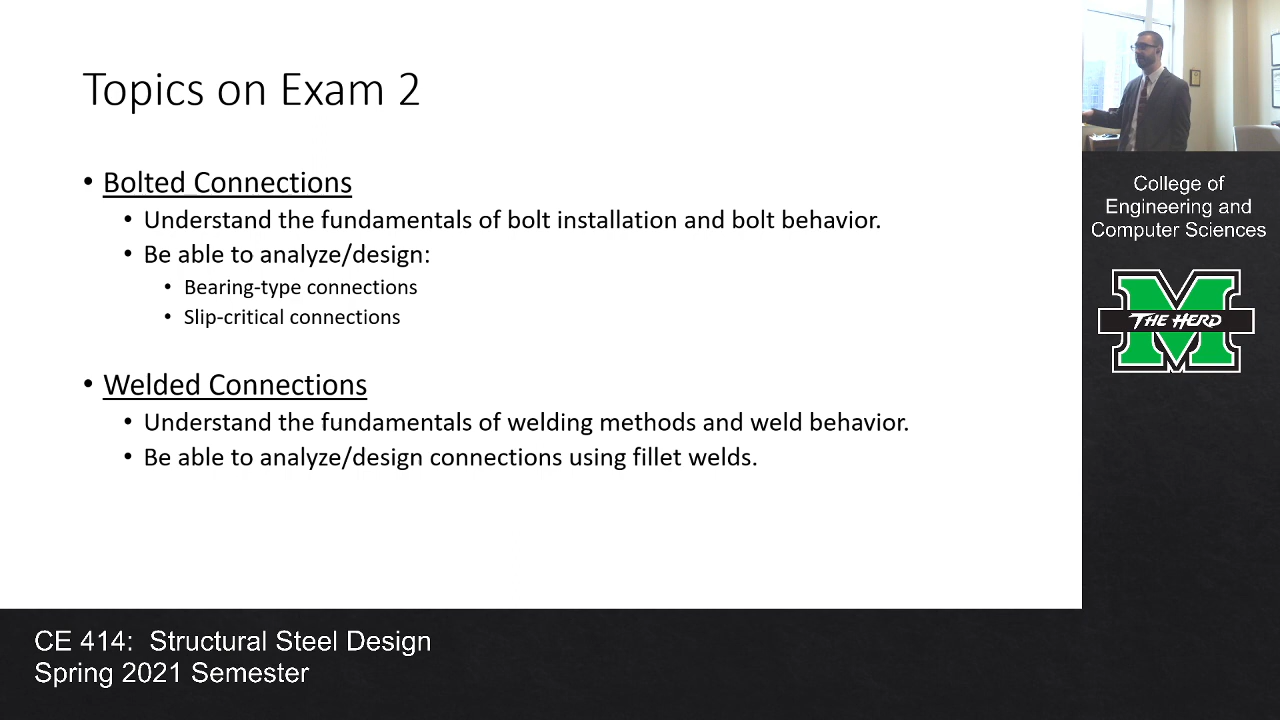 Topics on Exam 2
• Bolted Connections
• Understand the fundamentals of bolt installation and bolt behavior.
• Be able to analyze/design:
• Bearing-type connections
• Slip-critical connections
• Welded Connections
• Understand the fundamentals of welding methods and weld behavior.
• Be able to analyze/design connections using fillet welds.
College of
Engineering and
Computer Sciences
THE HERD
CE 414:  Structural Steel Design
Spring 2021 Semester